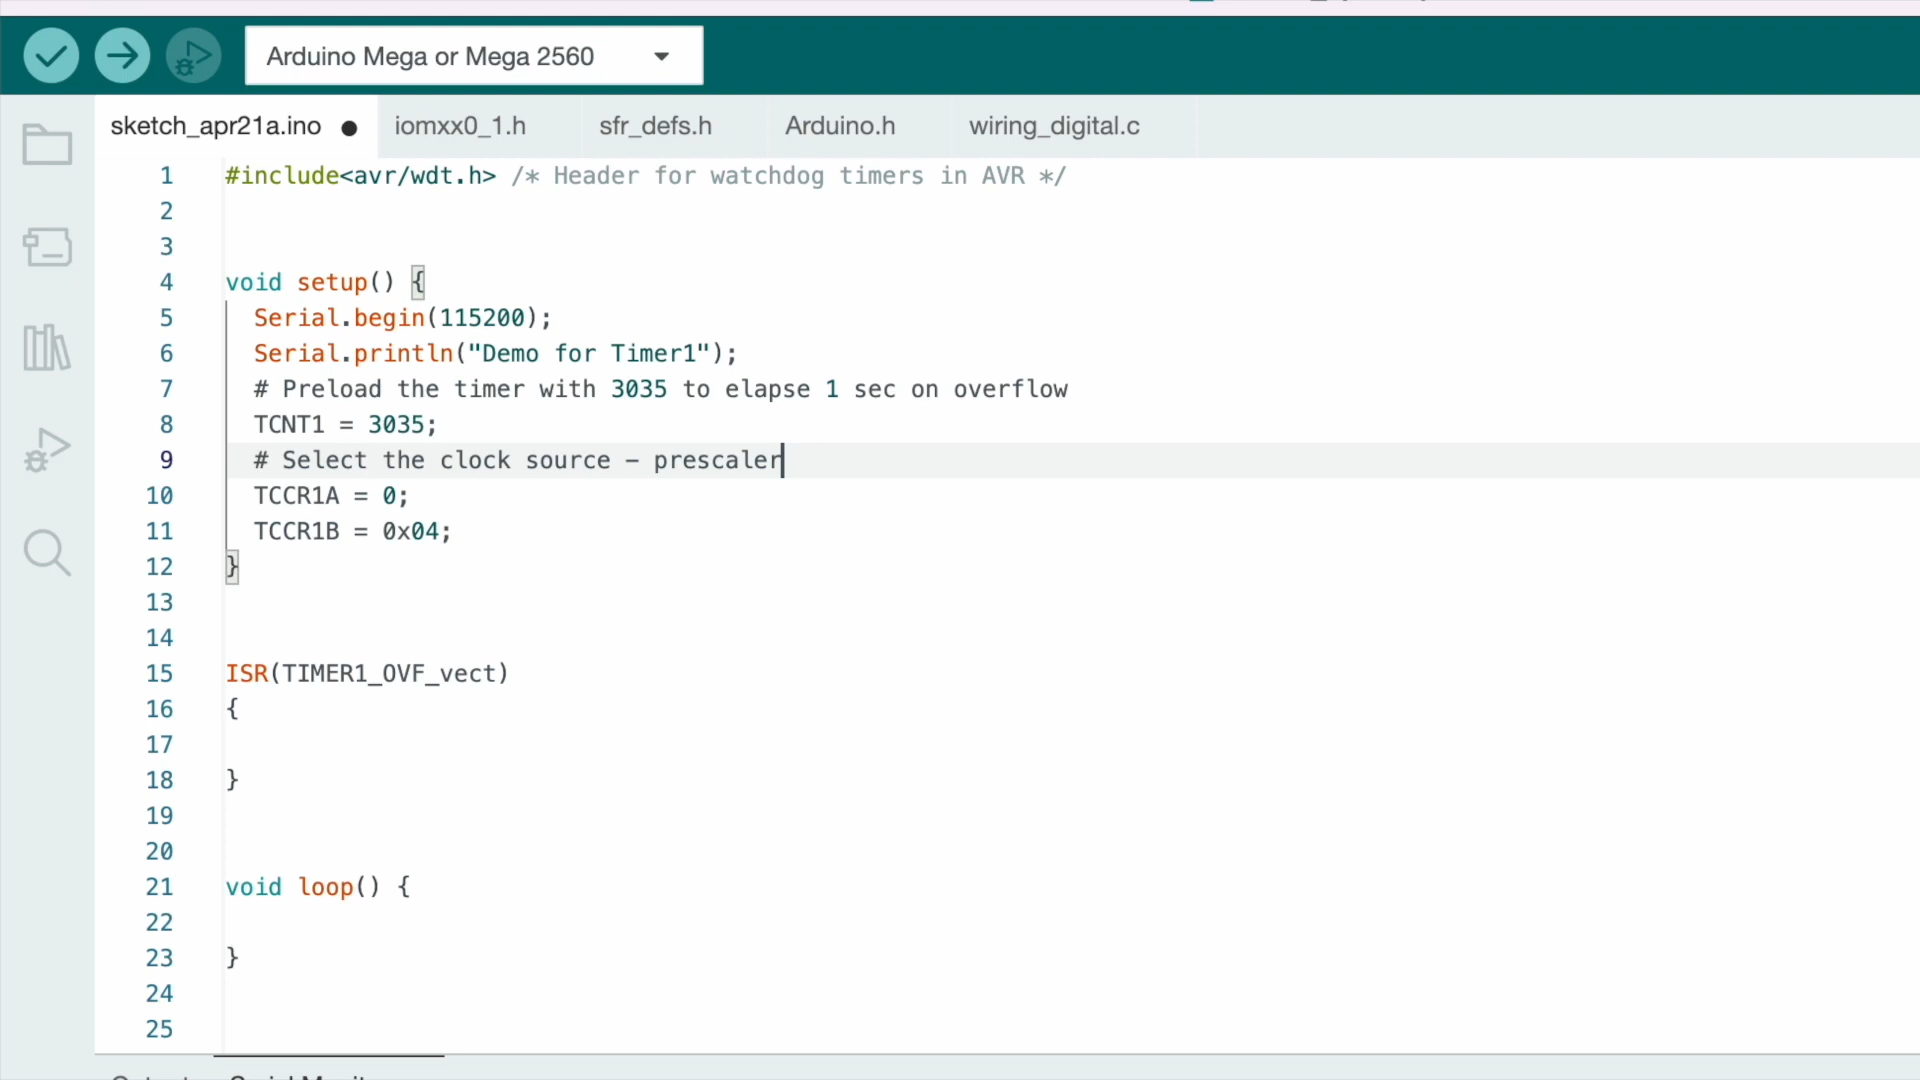 Arduino Mega or Mega 2560
sketch_apr21a.ino iomxx0_1.h sfr_defs.h Arduino.h wiring_digital.c
1 #include<avr/wdt.h> /* Header for watchdog timers in AVR */
2
3
4 void setup() {
5 Serial.begin(115200);
6 Serial.println("Demo for Timer1");
7 # Preload the timer with 3035 to elapse 1 sec on overflow
8 TCNT1 = 3035;
9 # Select the clock source – prescaler
10 TCCR1A = 0;
11 TCCR1B = 0x04;
12 }
13
14
15 ISR(TIMER1_OVF_vect)
16 {
17
18 }
19
20
21 void loop() {
22
23 }
24
25